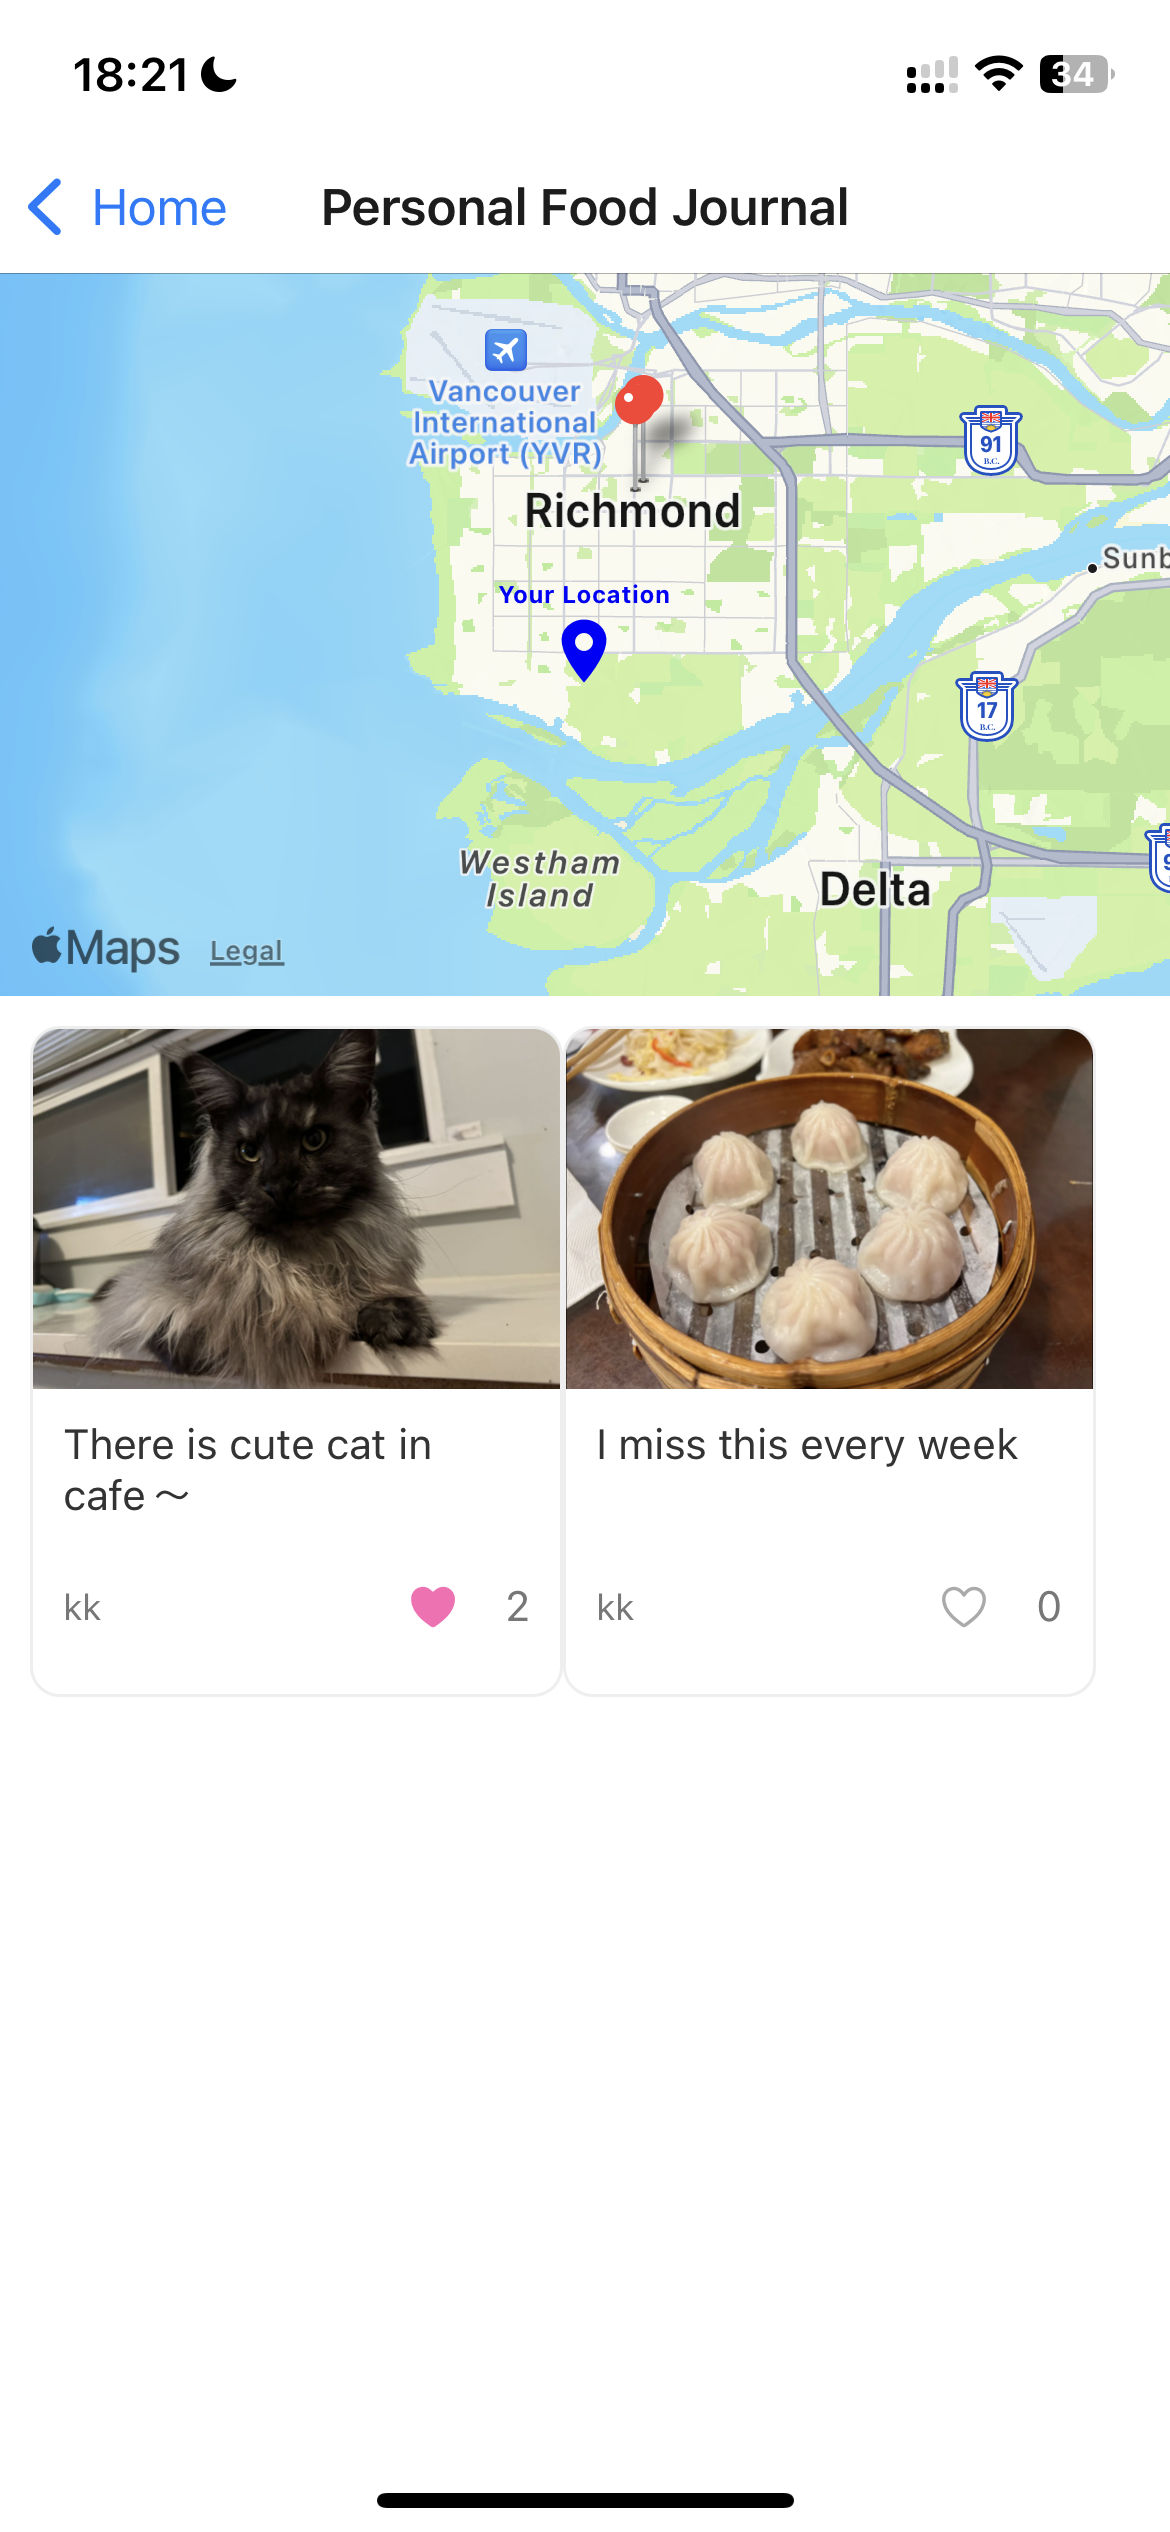 18:21
34
Home
Personal Food Journal
Vancouver
International
Airport (YVR)
91
B.C.
Richmond
Sunb
Your Location
17
B.C.
Westham
Island
Delta
9
Maps
Legal
There is cute cat in
cafe～
kk
2
I miss this every week
kk
0